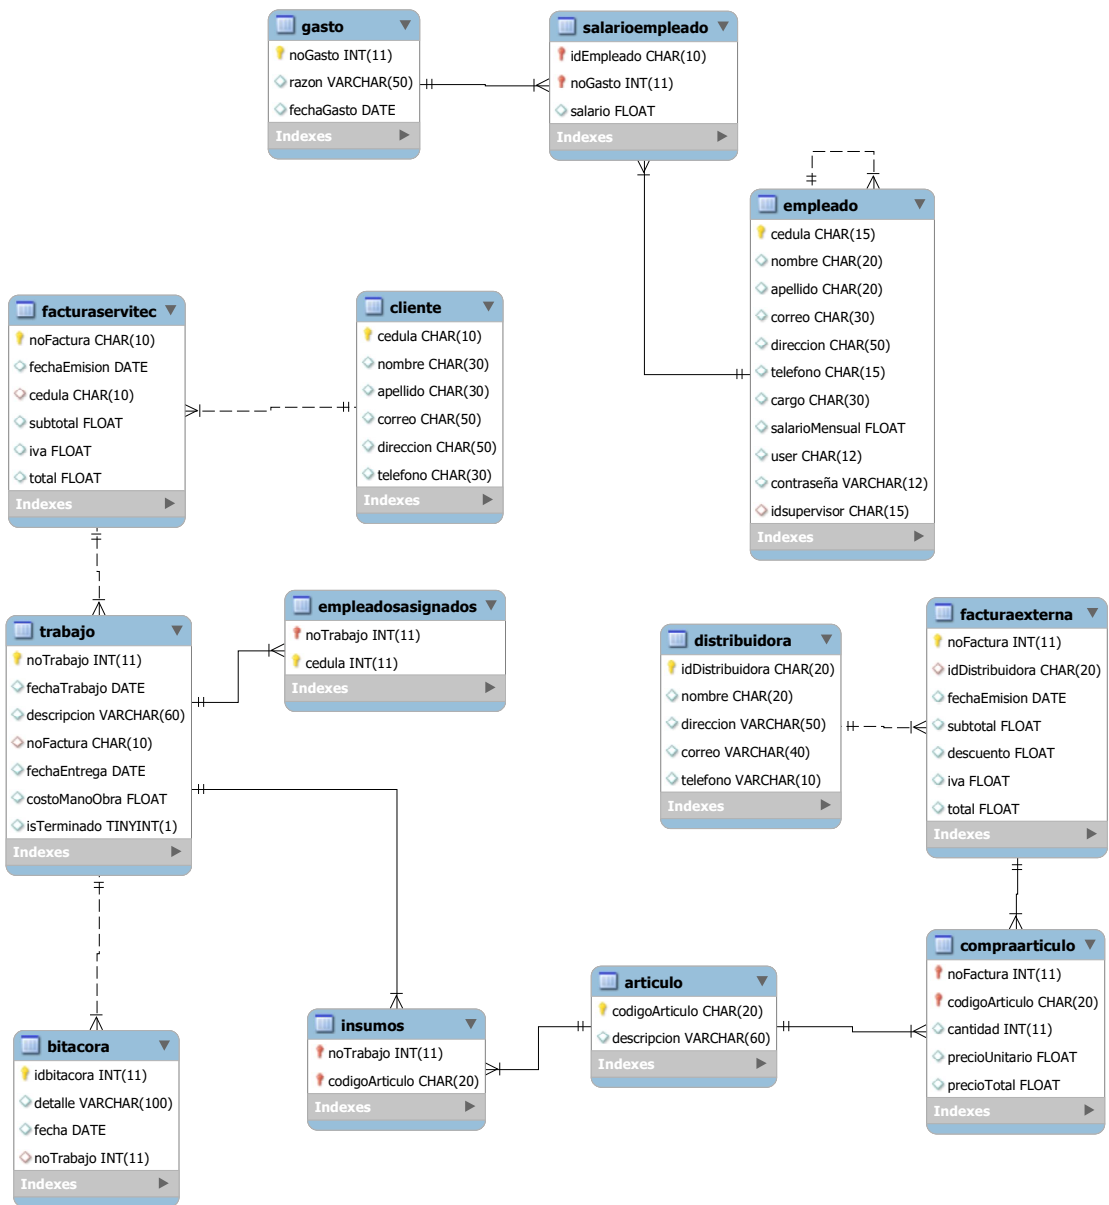 gasto
noGasto INT(11)
razon VARCHAR(50)
fechaGasto DATE
Indexes
salarioempleado
idEmpleado CHAR(10)
noGasto INT(11)
salario FLOAT
Indexes
empleado
cedula CHAR(15)
nombre CHAR(20)
apellido CHAR(20)
correo CHAR(30)
direccion CHAR(50)
telefono CHAR(15)
cargo CHAR(30)
salarioMensual FLOAT
user CHAR(12)
contraseña VARCHAR(12)
idsupervisor CHAR(15)
Indexes
facturaservitec
noFactura CHAR(10)
fechaEmision DATE
cedula CHAR(10)
subtotal FLOAT
iva FLOAT
total FLOAT
Indexes
cliente
cedula CHAR(10)
nombre CHAR(30)
apellido CHAR(30)
correo CHAR(50)
direccion CHAR(50)
telefono CHAR(30)
Indexes
trabajo
noTrabajo INT(11)
fechaTrabajo DATE
descripcion VARCHAR(60)
noFactura CHAR(10)
fechaEntrega DATE
costoManoObra FLOAT
isTerminado TINYINT(1)
Indexes
empleadosasignados
noTrabajo INT(11)
cedula INT(11)
Indexes
distribuidora
idDistribuidora CHAR(20)
nombre CHAR(20)
direccion VARCHAR(50)
correo VARCHAR(40)
telefono VARCHAR(10)
Indexes
facturaexterna
noFactura INT(11)
idDistribuidora CHAR(20)
fechaEmision DATE
subtotal FLOAT
descuento FLOAT
iva FLOAT
total FLOAT
Indexes
bitacora
idbitacora INT(11)
detalle VARCHAR(100)
fecha DATE
noTrabajo INT(11)
Indexes
insumos
noTrabajo INT(11)
codigoArticulo CHAR(20)
Indexes
articulo
codigoArticulo CHAR(20)
descripcion VARCHAR(60)
Indexes
compraarticulo
noFactura INT(11)
codigoArticulo CHAR(20)
cantidad INT(11)
precioUnitario FLOAT
precioTotal FLOAT
Indexes